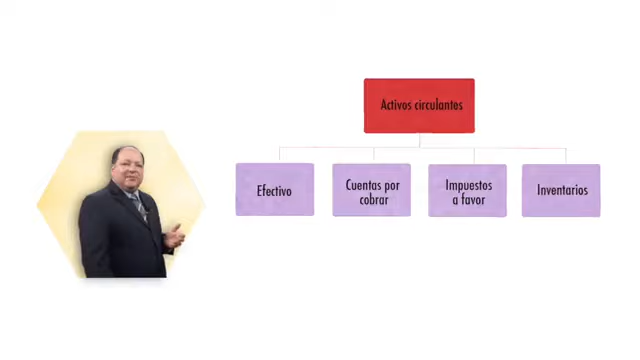 Activos circulantes
Efectivo
Cuentas por
cobrar
Impuestos
a favor
Inventarios